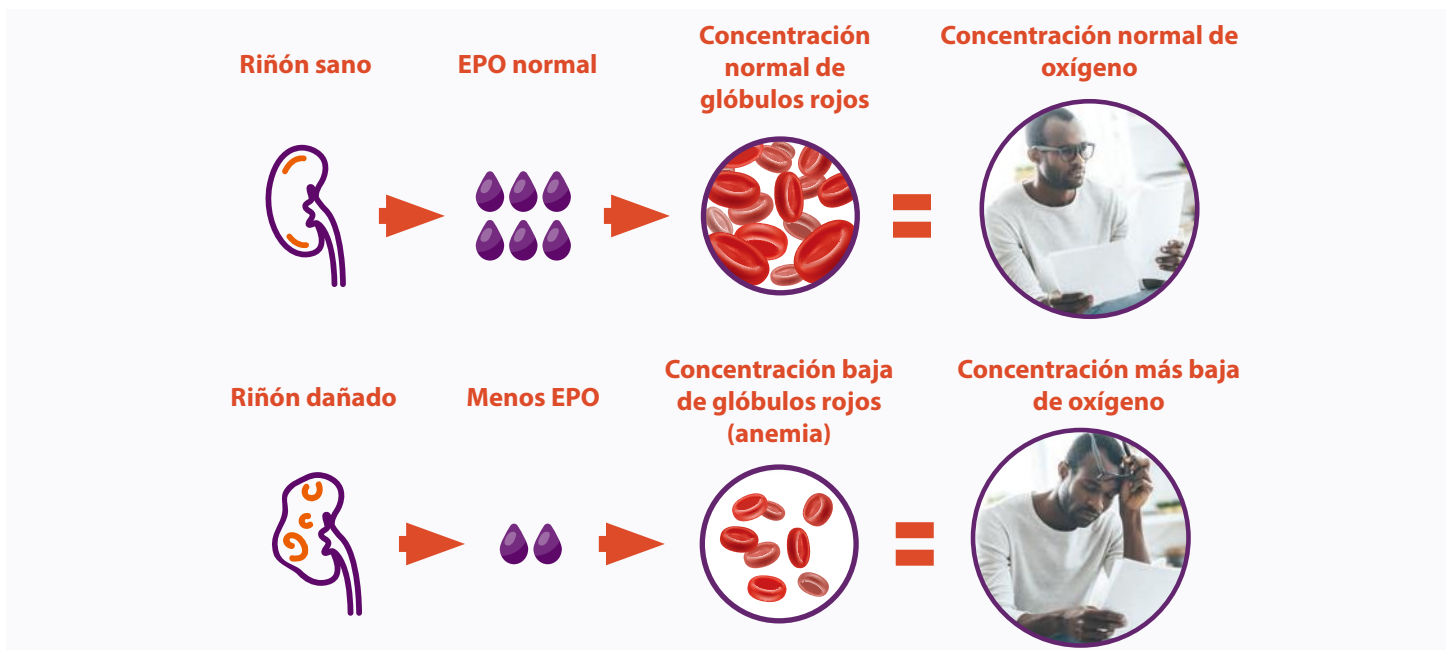 Riñón sano
EPO normal
Concentración
normal de
glóbulos rojos
Concentración normal de
oxígeno
Riñón dañado
Menos EPO
Concentración baja
de glóbulos rojos
(anemia)
Concentración más baja
de oxígeno